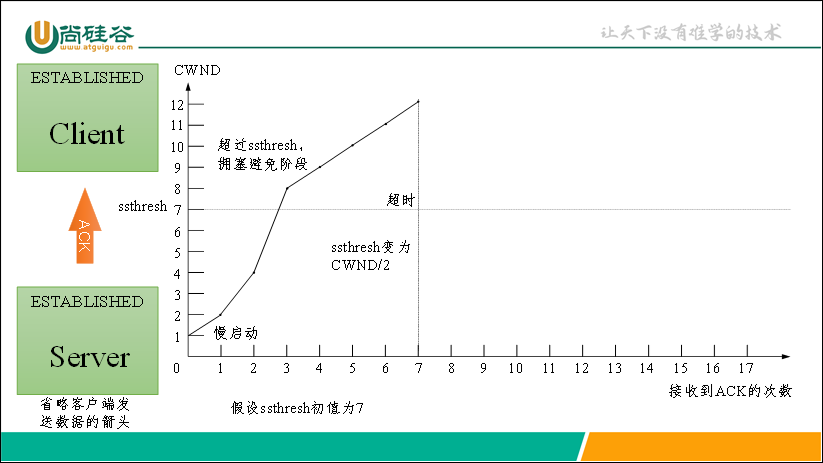 尚硅谷
www.atguigu.com
让天下没有难学的技术
ESTABLISHED
Client
ACK
ESTABLISHED
Server
省略客户端发
送数据的箭头
CWND
12
11
10
9
8
ssthresh 7
6
5
4
3
2
1
超过ssthresh,
拥塞避免阶段
超时
ssthresh变为
CWND/2
慢启动
0 1 2 3 4 5 6 7 8 9 10 11 12 13 14 15 16 17
接收到ACK的次数
假设ssthresh初值为7